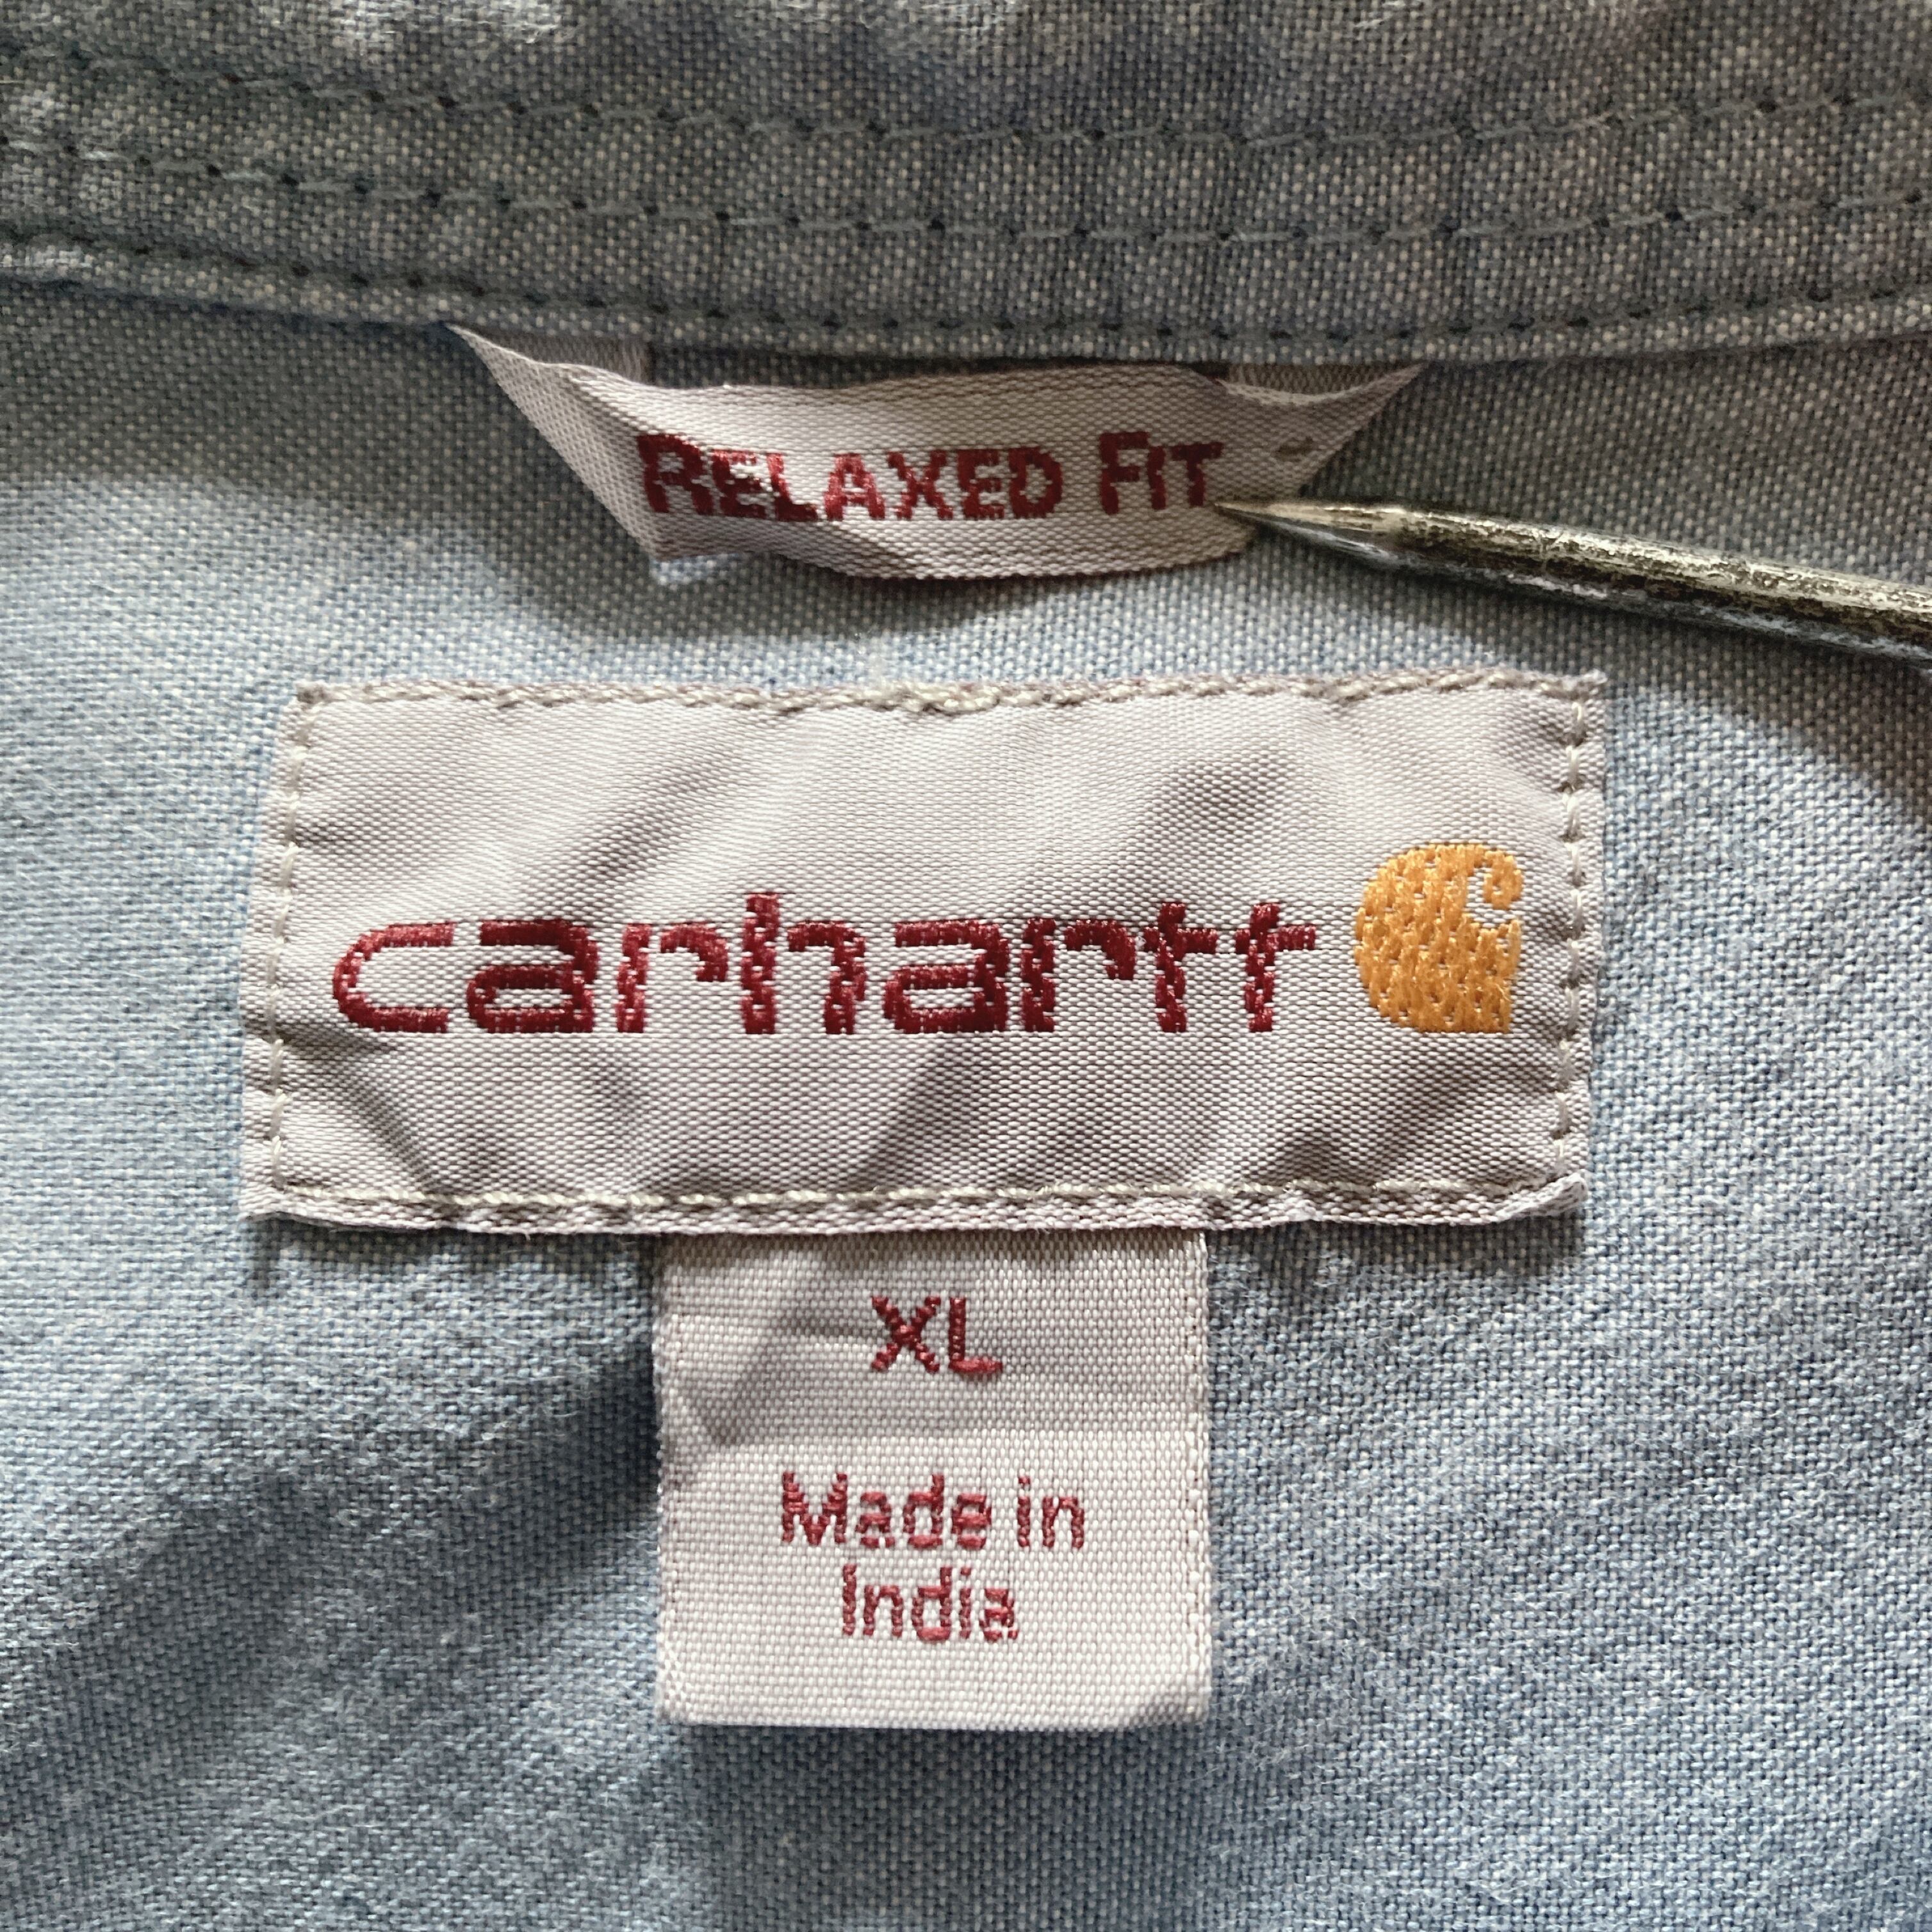 RELAXED FIT
carhartt
XL
Made in
India